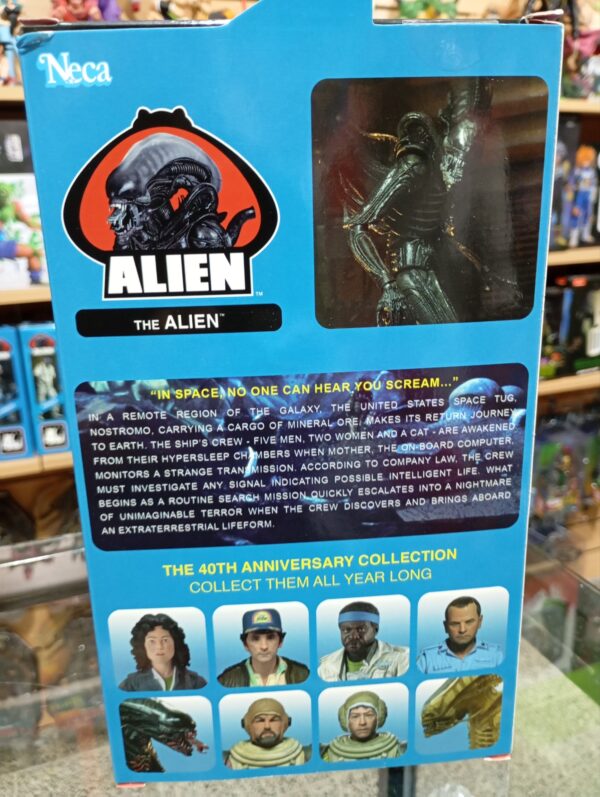 Neca
ALIEN™
THE ALIEN™
"IN SPACE, NO ONE CAN HEAR YOU SCREAM..."
IN A REMOTE REGION OF THE GALAXY, THE UNITED STATES SPACE TUG,
NOSTROMO, CARRYING A CARGO OF MINERAL ORE, MAKES ITS RETURN JOURNEY
TO EARTH. THE SHIP'S CREW - FIVE MEN, TWO WOMEN AND A CAT - ARE AWAKENED
FROM THEIR HYPERSLEEP CHAMBERS WHEN MOTHER, THE ON-BOARD COMPUTER,
MONITORS A STRANGE TRANSMISSION. ACCORDING TO COMPANY LAW, THE CREW
MUST INVESTIGATE ANY SIGNAL INDICATING POSSIBLE INTELLIGENT LIFE. WHAT
BEGINS AS A ROUTINE SEARCH MISSION QUICKLY ESCALATES INTO A NIGHTMARE
OF UNIMAGINABLE TERROR WHEN THE CREW DISCOVERS AND BRINGS ABOARD
AN EXTRATERRESTRIAL LIFEFORM.
THE 40TH ANNIVERSARY COLLECTION
COLLECT THEM ALL YEAR LONG